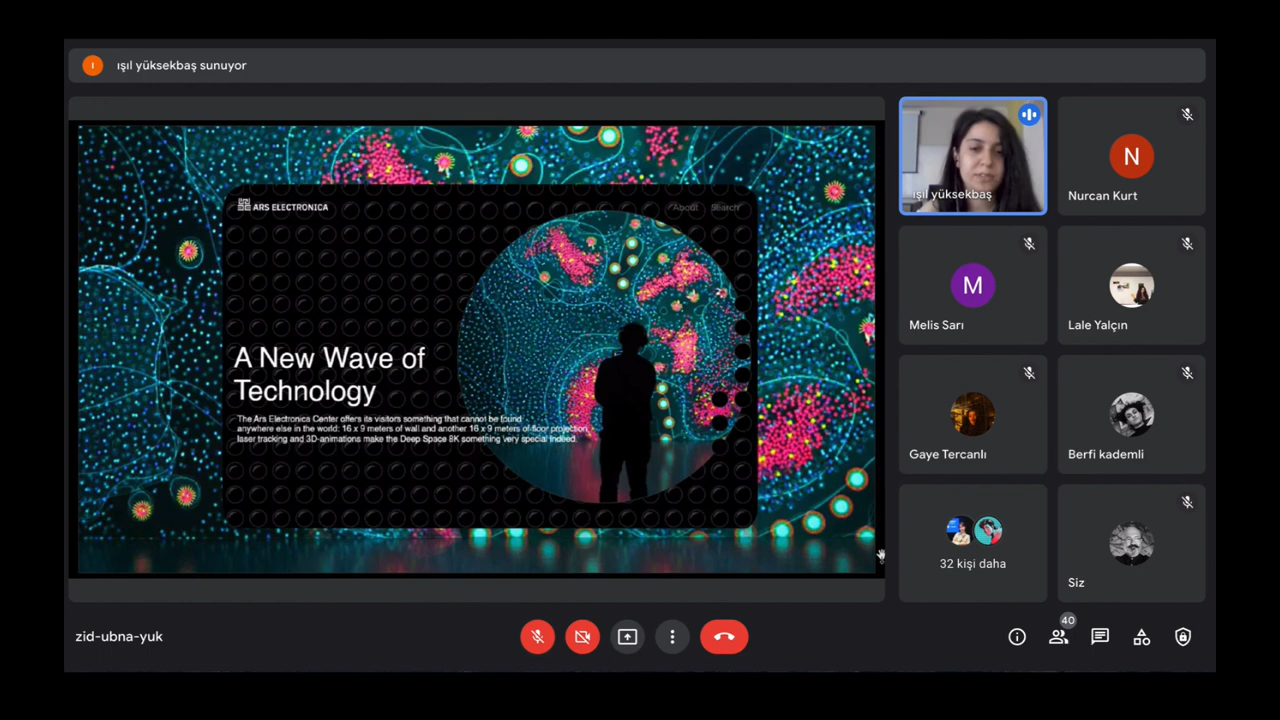 I
ışıl yüksekbaş sunuyor
ARS ELECTRONICA
About
Search
A New Wave of
Technology
The Ars Electronica Center offers its visitors something that cannot be found
anywhere else in the world: 16 x 9 meters of wall and another 16 x 9 meters of floor projection,
laser tracking and 3D-animations make the Deep Space 8K something very special indeed.
ışıl yüksekbaş
N
Nurcan Kurt
M
Melis Sarı
Lale Yalçın
Gaye Tercanlı
Berfi kademli
32 kişi daha
Siz
zid-ubna-yuk
40